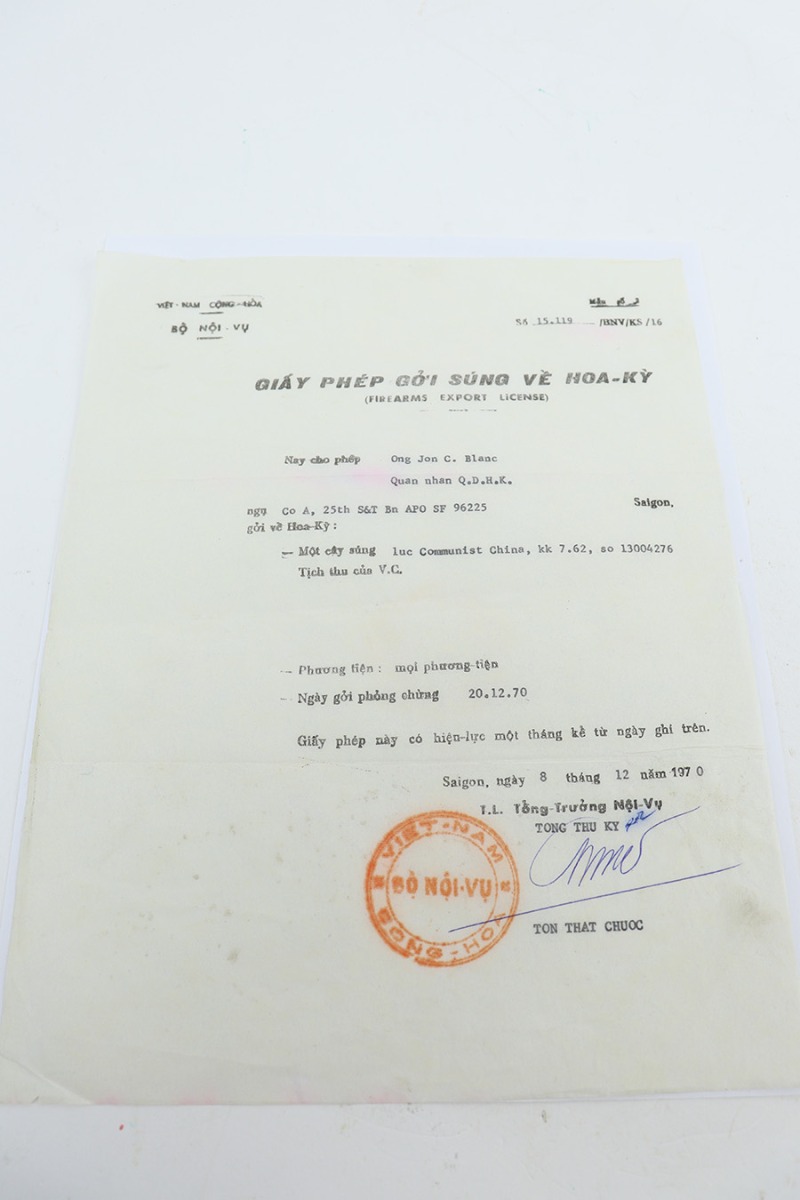 VIỆT-NAM CỘNG-HÒA
BỘ NỘI-VỤ
Mẫu số 2
Số 15.119 /BNV/KS/16
GIẤY PHÉP GỞI SÚNG VỀ HOA-KỲ
(FIREARMS EXPORT LICENSE)
Nay cho phép Ong Jon C. Blanc
Quan nhan Q.D.H.K.
ngụ Co A, 25th S&T Bn APO SF 96225 Saigon,
gởi về Hoa-Kỳ :
— Một cây súng luc Communist China, kk 7.62, so 13004276
Tịch thu của V.C.
— Phương tiện : mọi phương-tiện
— Ngày gởi phỏng chừng 20.12.70
Giấy phép này có hiện-lực một tháng kể từ ngày ghi trên.
Saigon, ngày 8 tháng 12 năm 1970
T.L. Tổng-Trưởng Nội-Vụ
TONG THU KY
VIỆT-NAM
BỘ NỘI-VỤ
CỘNG-HÒA
TON THAT CHUOC